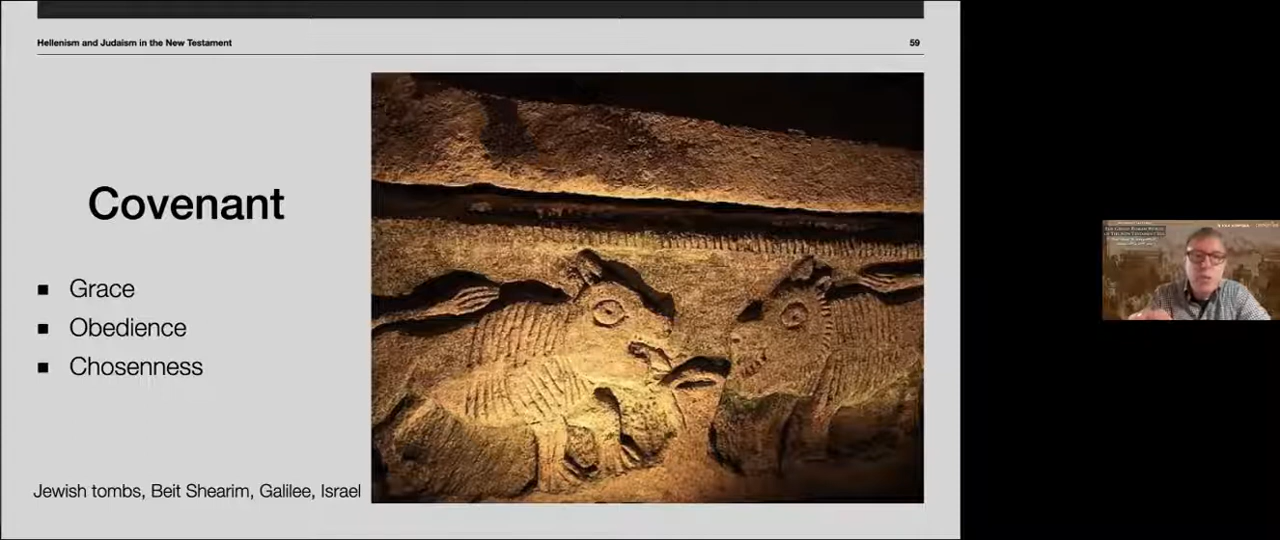 Hellenism and Judaism in the New Testament
59
Covenant
■ Grace
■ Obedience
■ Chosenness
Jewish tombs, Beit Shearim, Galilee, Israel